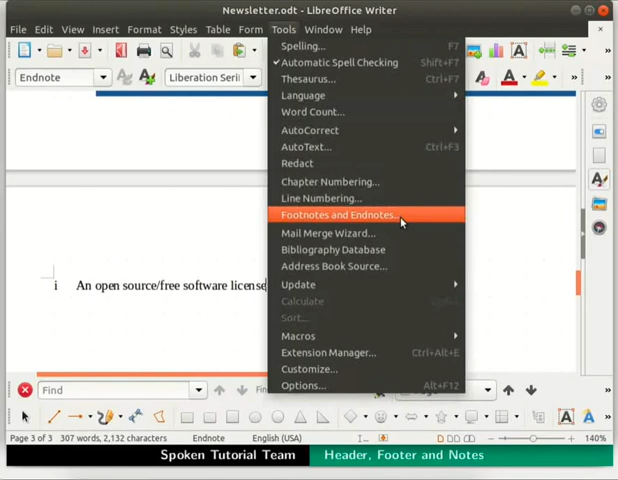 Newsletter.odt - LibreOffice Writer
File Edit View Insert Format Styles Table Form Tools Window Help
Endnote Liberation Seri
Spelling... F7
Automatic Spell Checking Shift+F7
Thesaurus... Ctrl+F7
Language
Word Count...
AutoCorrect
AutoText... Ctrl+F3
Redact
Chapter Numbering...
Line Numbering...
Footnotes and Endnotes...
Mail Merge Wizard...
Bibliography Database
Address Book Source...
Update
Calculate
Sort...
Macros
Extension Manager... Ctrl+Alt+E
Customize...
Options... Alt+F12
i An open source/free software license
Find
Page 3 of 3 307 words, 2,132 characters Endnote English (USA) 140%
Spoken Tutorial Team Header, Footer and Notes